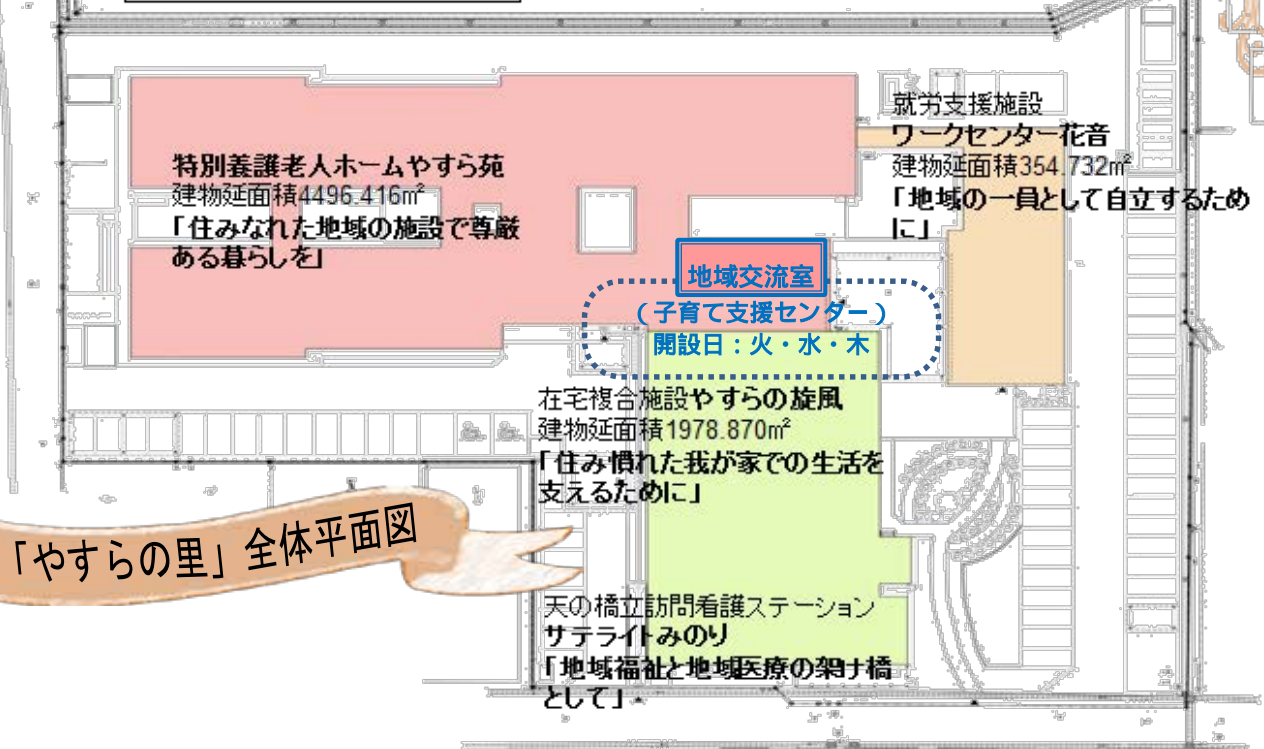 特別養護老人ホームやすら苑
建物延面積4496.416㎡
「住みなれた地域の施設で尊厳
ある暮らしを」
就労支援施設
ワークセンター花音
建物延面積354.732㎡
「地域の一員として自立するため
に」
地域交流室
（子育て支援センター）
開設日：火・水・木
在宅複合施設やすらの旋風
建物延面積1978.870㎡
「住み慣れた我が家での生活を
支えるために」
「やすらの里」全体平面図
天の橋立訪問看護ステーション
サテライトみのり
「地域福祉と地域医療の架け橋
として」